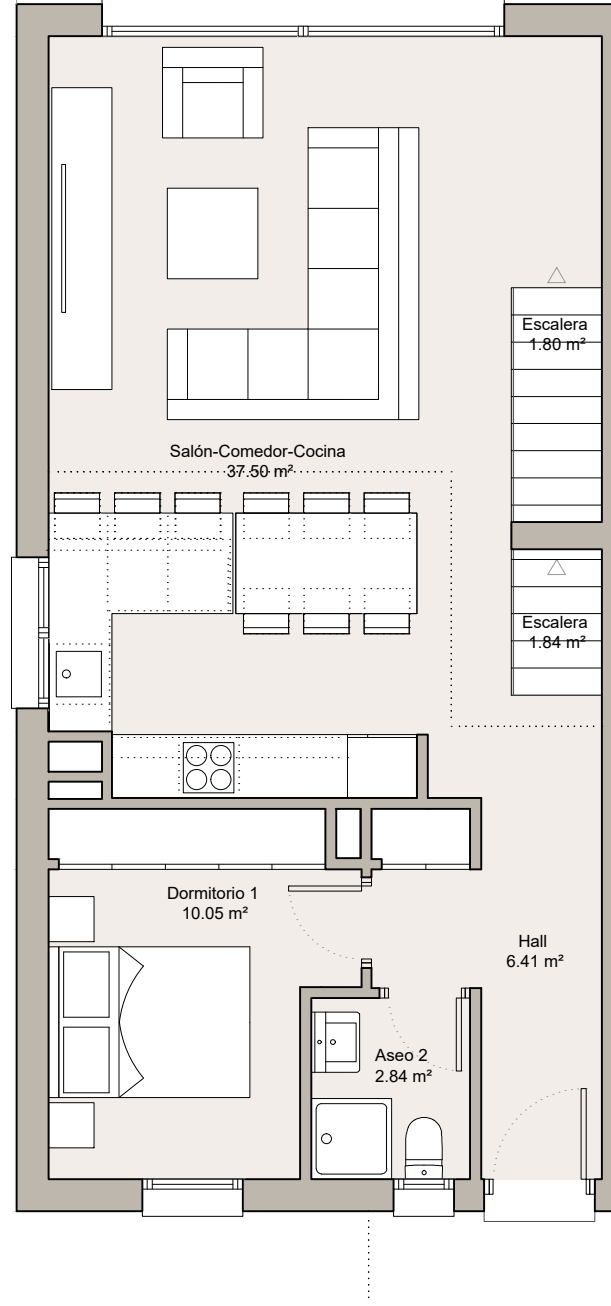 Escalera
1.80 m²
Salón-Comedor-Cocina
37.50 m²
Escalera
1.84 m²
Dormitorio 1
10.05 m²
Hall
6.41 m²
Aseo 2
2.84 m²